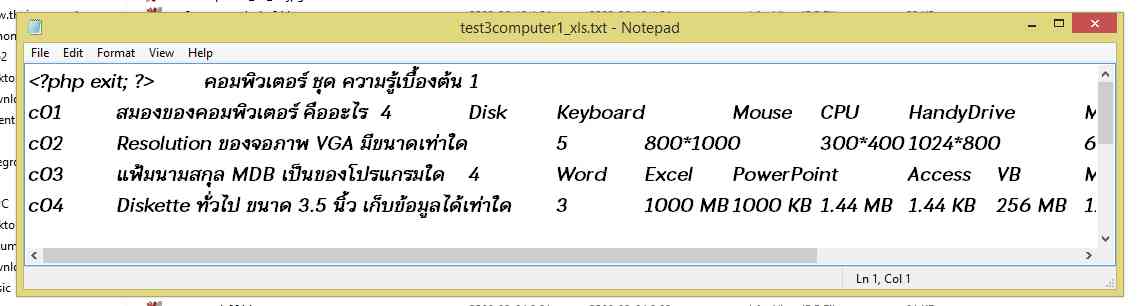 test3computer1_xls.txt - Notepad
File Edit Format View Help
<?php exit; ?> คอมพิวเตอร์ ชุด ความรู้เบื้องต้น 1
c01 สมองของคอมพิวเตอร์ คืออะไร 4 Disk Keyboard Mouse CPU HandyDrive
c02 Resolution ของจอภาพ VGA มีขนาดเท่าใด 5 800*1000 300*400 1024*800
c03 แฟ้มนามสกุล MDB เป็นของโปรแกรมใด 4 Word Excel PowerPoint Access VB
c04 Diskette ทั่วไป ขนาด 3.5 นิ้ว เก็บข้อมูลได้เท่าใด 3 1000 MB 1000 KB 1.44 MB 1.44 KB 256 MB
Ln 1, Col 1